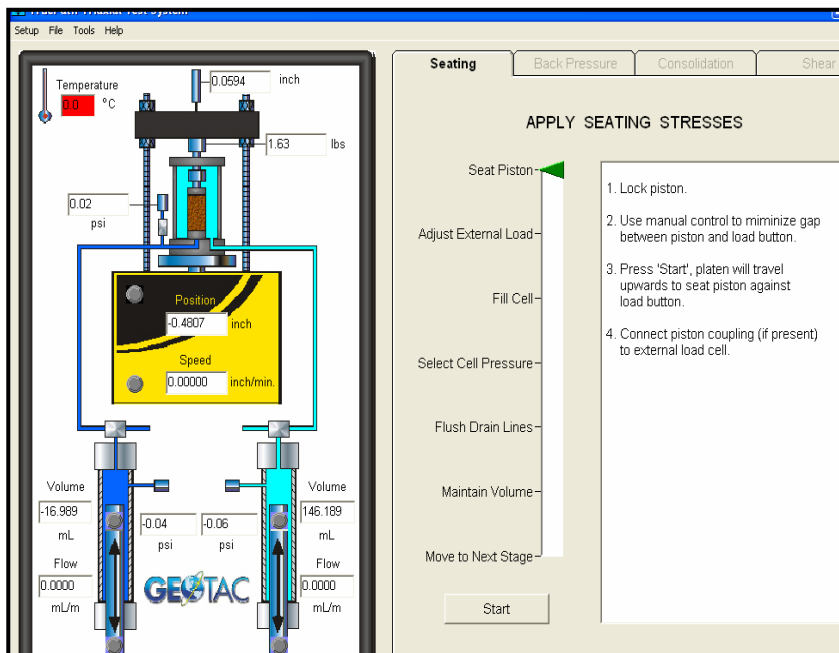 TruePath Triaxial Test System
Setup File Tools Help
Temperature
0.0 °C
0.0594 inch
1.63 lbs
0.02
psi
Position
-0.4807 inch
Speed
0.00000 inch/min.
Volume
-16.989
mL
Flow
0.0000
mL/m
-0.04
psi
-0.06
psi
Volume
146.189
mL
Flow
0.0000
mL/m
GEOTAC
Seating Back Pressure Consolidation Shear
APPLY SEATING STRESSES
Seat Piston
Adjust External Load
Fill Cell
Select Cell Pressure
Flush Drain Lines
Maintain Volume
Move to Next Stage
Start
1. Lock piston.
2. Use manual control to miminize gap
between piston and load button.
3. Press 'Start', platen will travel
upwards to seat piston against
load button.
4. Connect piston coupling (if present)
to external load cell.